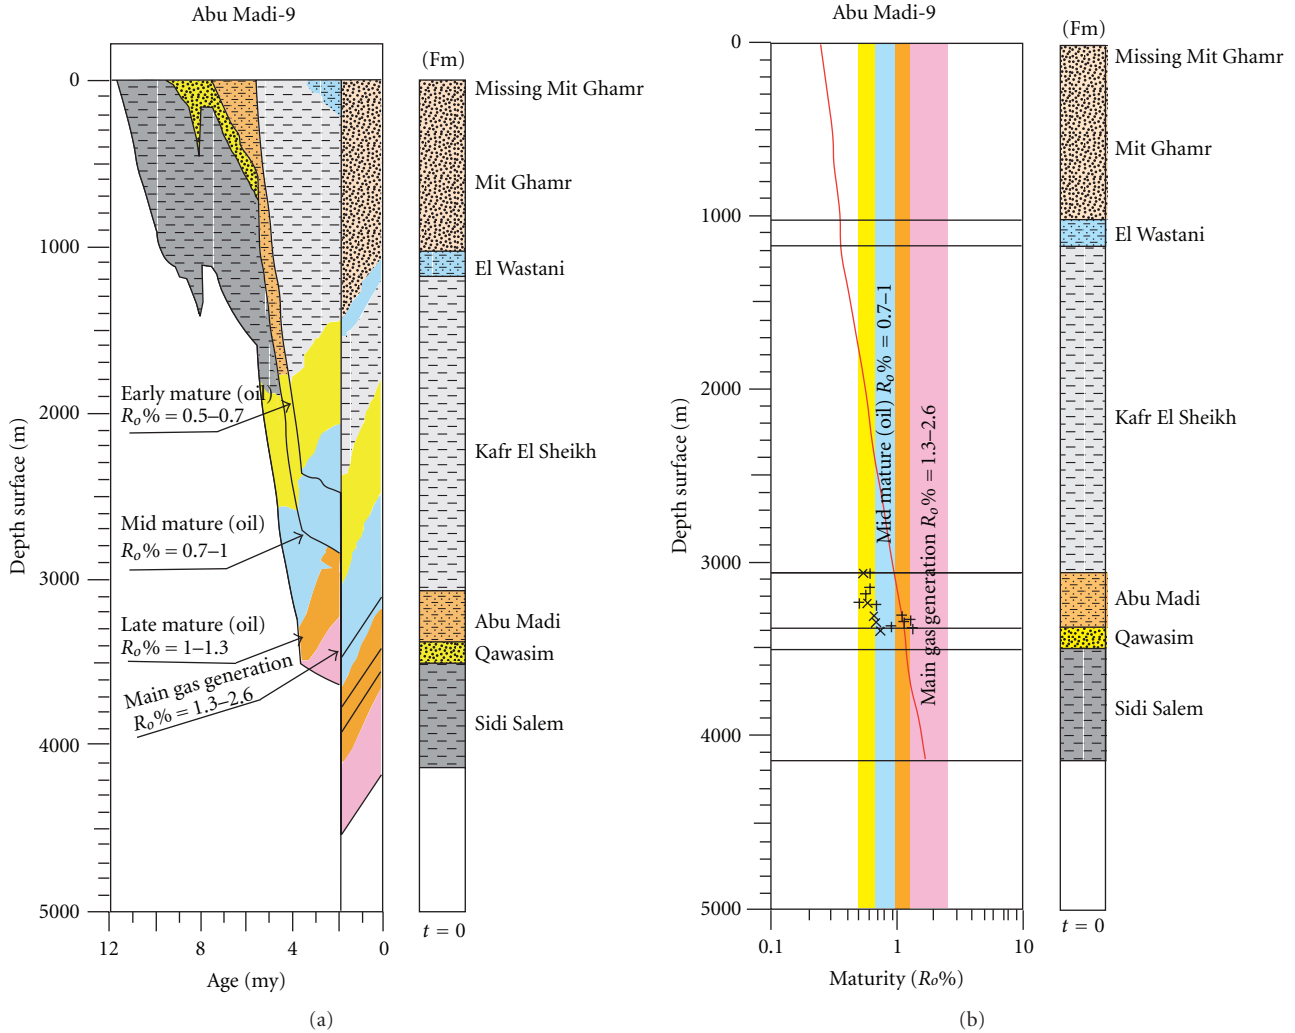 Abu Madi-9
(Fm)
0
1000
2000
3000
4000
5000
Depth surface (m)
12
8
4
0
Age (my)
Early mature (oil)
Ro% = 0.5–0.7
Mid mature (oil)
Ro% = 0.7–1
Late mature (oil)
Ro% = 1–1.3
Main gas generation
Ro% = 1.3–2.6
Missing Mit Ghamr
Mit Ghamr
El Wastani
Kafr El Sheikh
Abu Madi
Qawasim
Sidi Salem
t = 0
(a)
Abu Madi-9
(Fm)
0
1000
2000
3000
4000
5000
Depth surface (m)
0.1
1
10
Maturity (Ro%)
Mid mature (oil) Ro% = 0.7–1
Main gas generation Ro% = 1.3–2.6
Missing Mit Ghamr
Mit Ghamr
El Wastani
Kafr El Sheikh
Abu Madi
Qawasim
Sidi Salem
t = 0
(b)